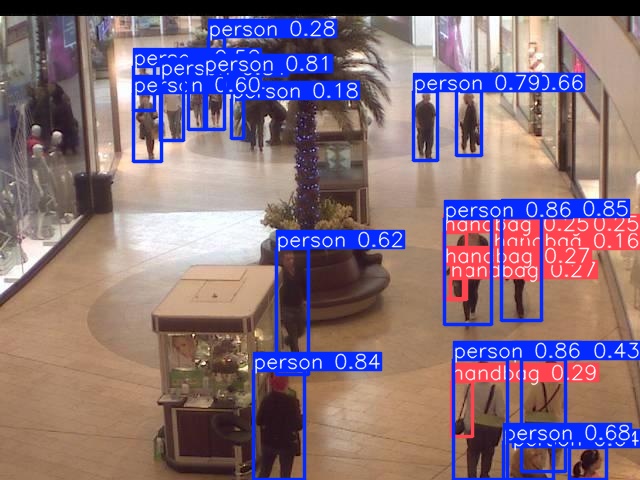 person 0.28
person 0.81
person 0.60
person 0.18
person 0.79
0.66
person 0.86
0.85
handbag 0.25
0.25
handbag 0.16
handbag 0.27
handbag 0.27
person 0.62
person 0.86
0.43
person 0.84
handbag 0.29
person 0.68